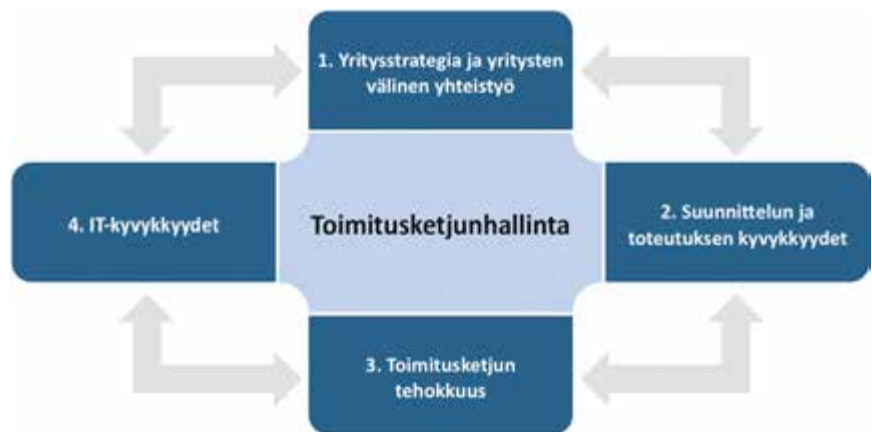 1. Yritysstrategia ja yritysten
välinen yhteistyö
4. IT-kyvykkyydet
Toimitusketjunhallinta
2. Suunnittelun ja
toteutuksen kyvykkyydet
3. Toimitusketjun
tehokkuus